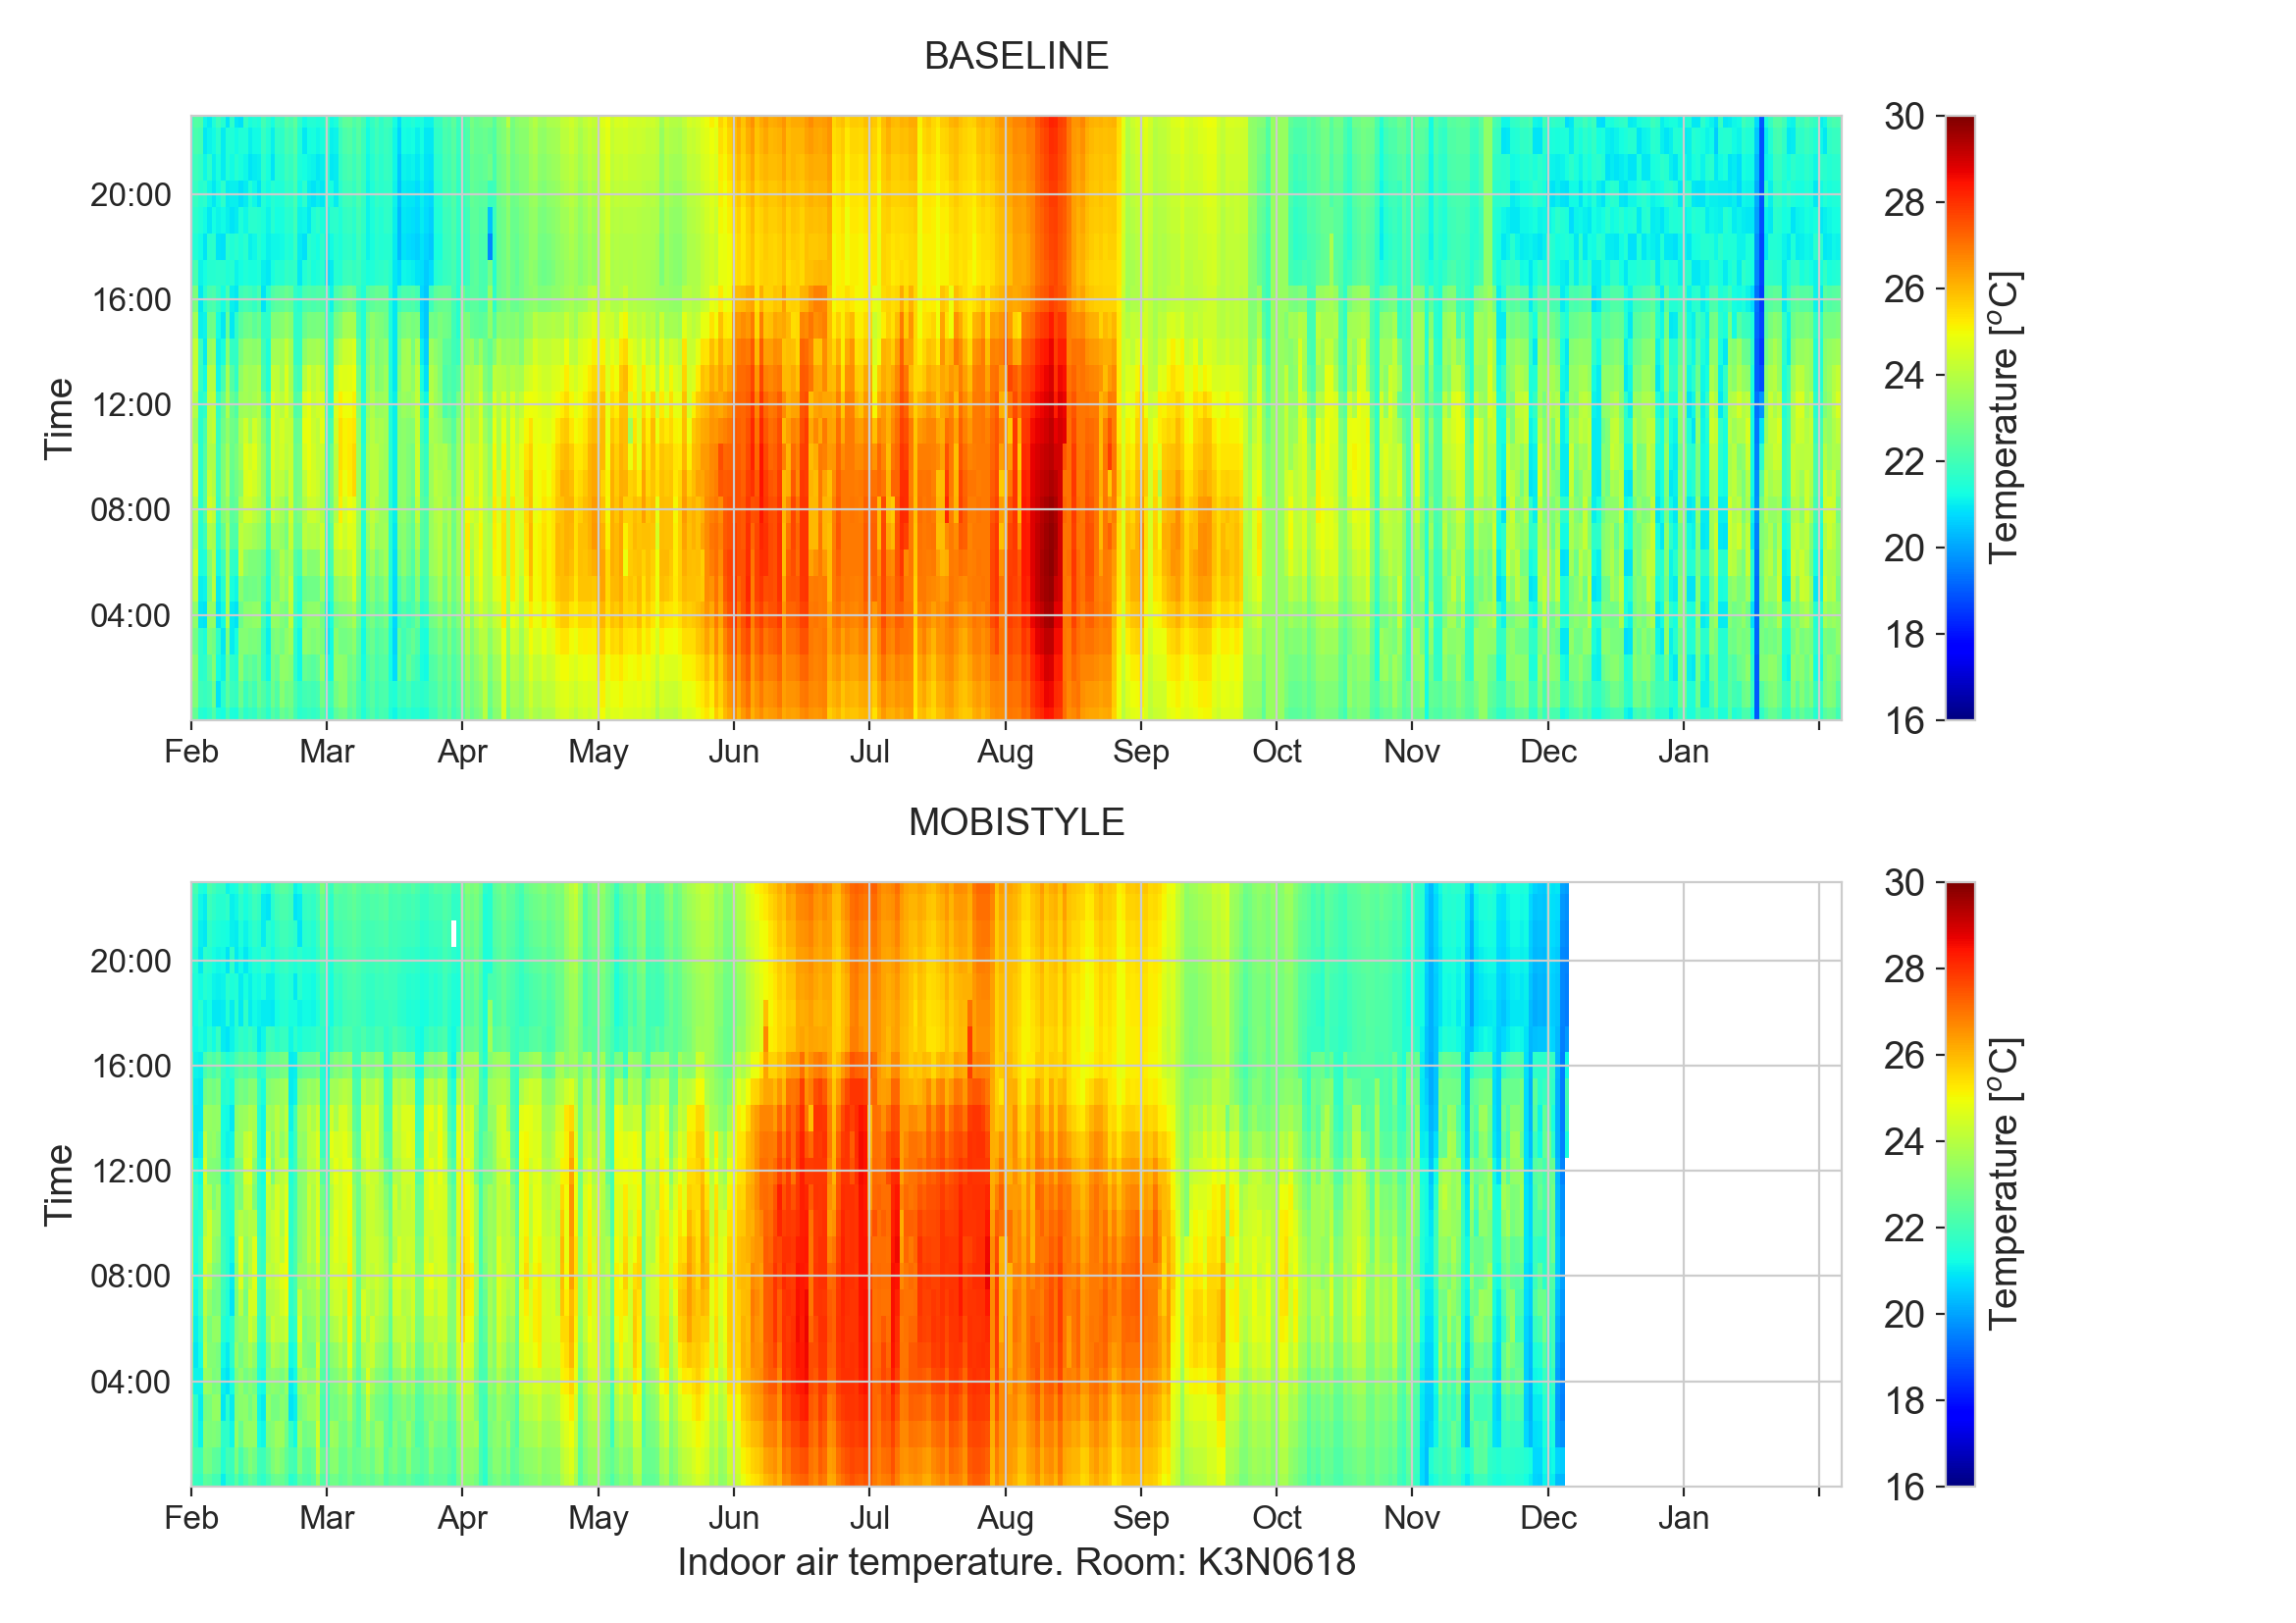 BASELINE
Time
20:00
16:00
12:00
08:00
04:00
Feb Mar Apr May Jun Jul Aug Sep Oct Nov Dec Jan
30
28
26
24
22
20
18
16
Temperature [°C]
MOBISTYLE
Time
20:00
16:00
12:00
08:00
04:00
Feb Mar Apr May Jun Jul Aug Sep Oct Nov Dec Jan
30
28
26
24
22
20
18
16
Temperature [°C]
Indoor air temperature. Room: K3N0618